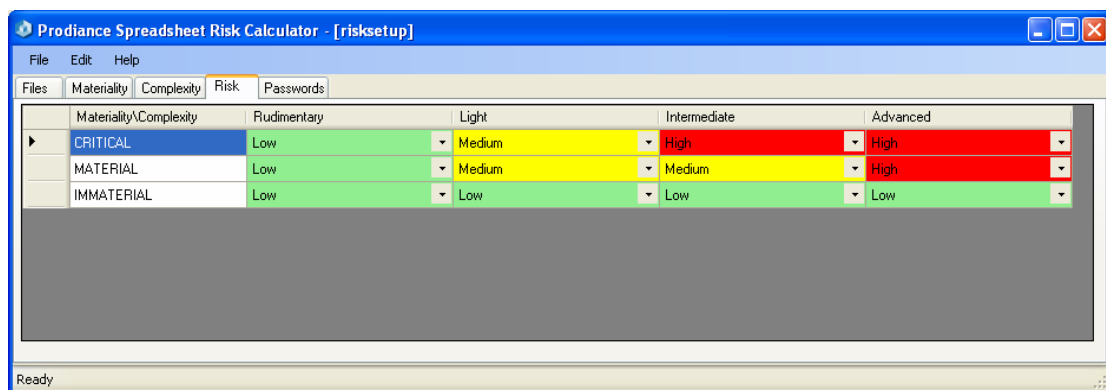 Prodiance Spreadsheet Risk Calculator - [risksetup]
File Edit Help
Files Materiality Complexity Risk Passwords
Materiality\Complexity Rudimentary Light Intermediate Advanced
CRITICAL Low Medium High High
MATERIAL Low Medium Medium High
IMMATERIAL Low Low Low Low
Ready